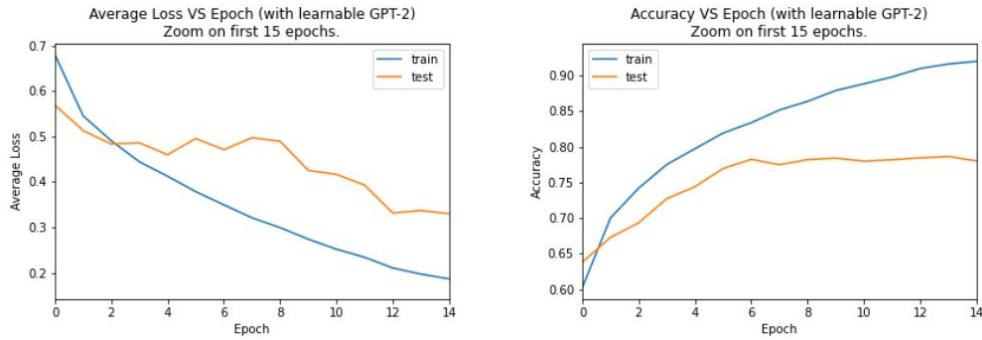 Average Loss VS Epoch (with learnable GPT-2)
Zoom on first 15 epochs.
train
test
0.7
0.6
0.5
0.4
0.3
0.2
Average Loss
0 2 4 6 8 10 12 14
Epoch
Accuracy VS Epoch (with learnable GPT-2)
Zoom on first 15 epochs.
train
test
0.90
0.85
0.80
0.75
0.70
0.65
0.60
Accuracy
0 2 4 6 8 10 12 14
Epoch